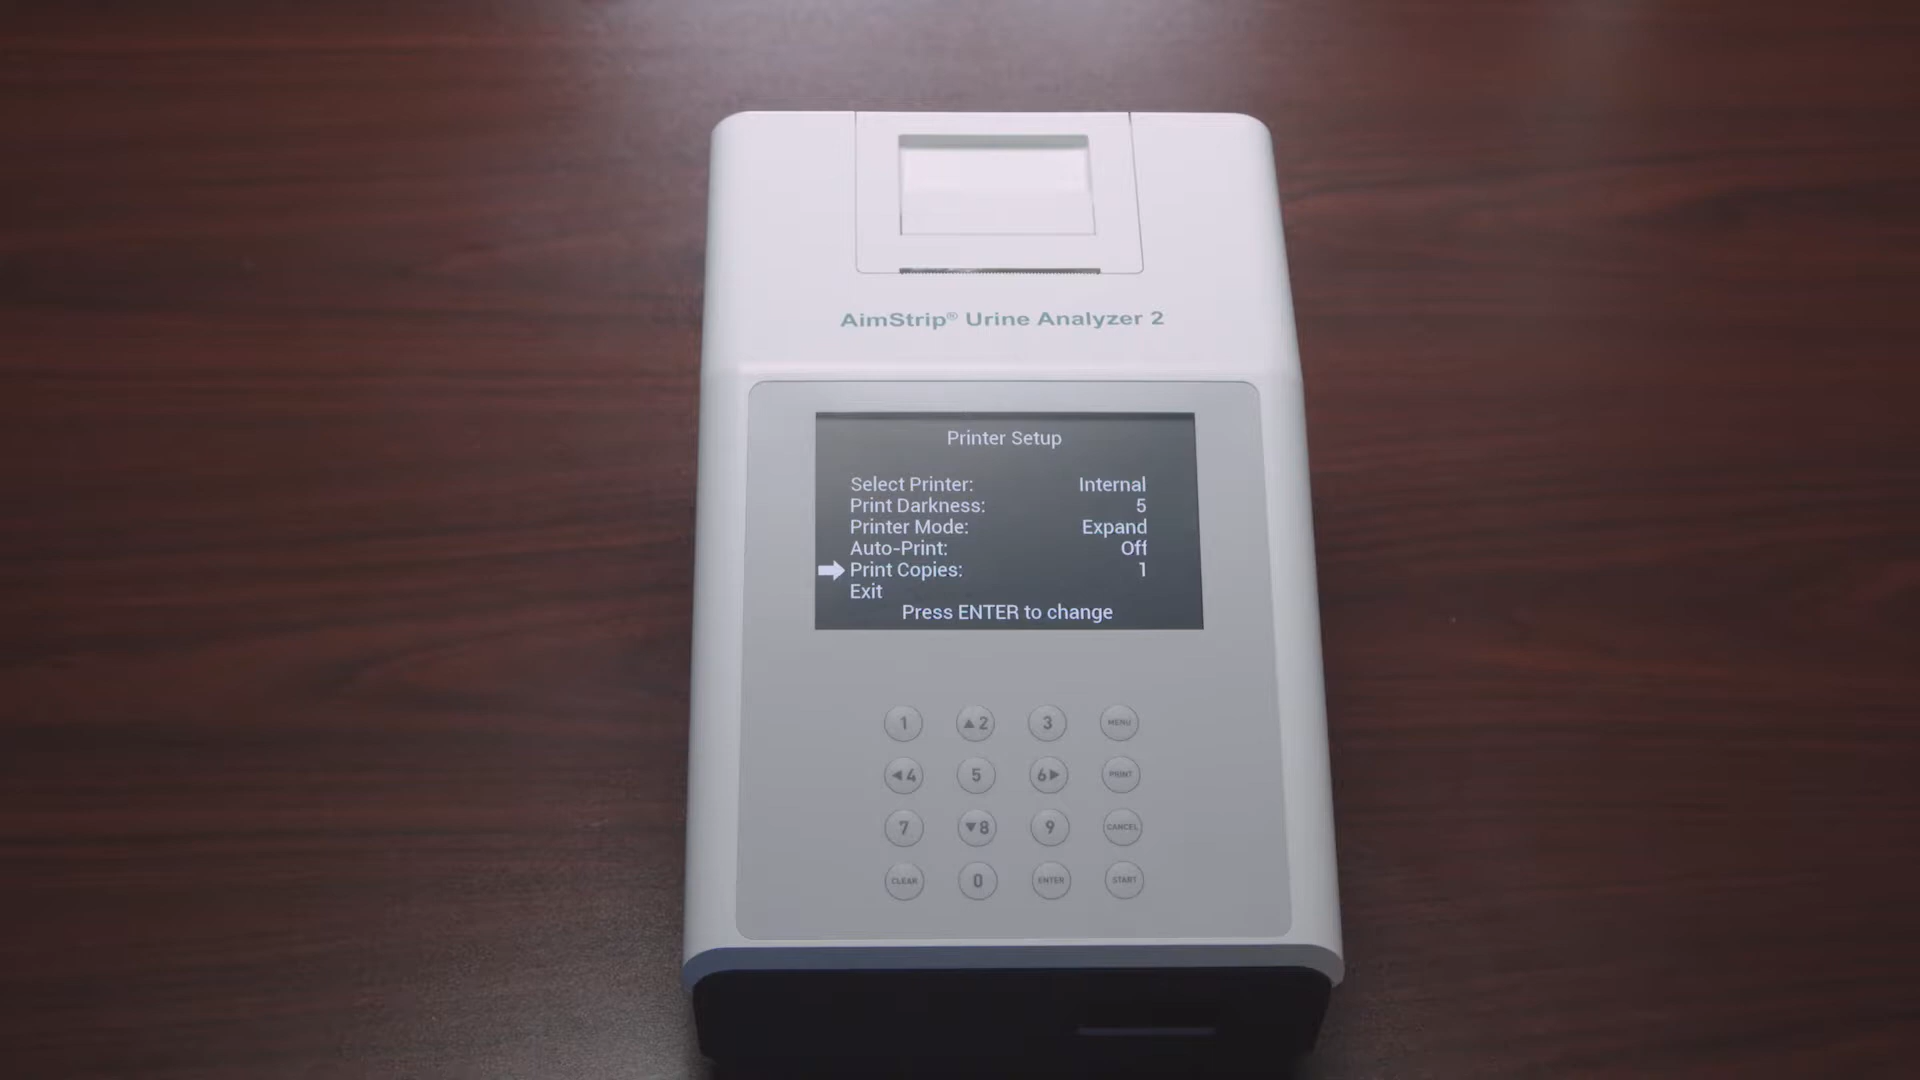 AimStrip® Urine Analyzer 2
Printer Setup
Select Printer: Internal
Print Darkness: 5
Printer Mode: Expand
Auto-Print: Off
Print Copies: 1
Exit
Press ENTER to change
1 ▲2 3 MENU
◀4 5 6▶ PRINT
7 ▼8 9 CANCEL
CLEAR 0 ENTER START